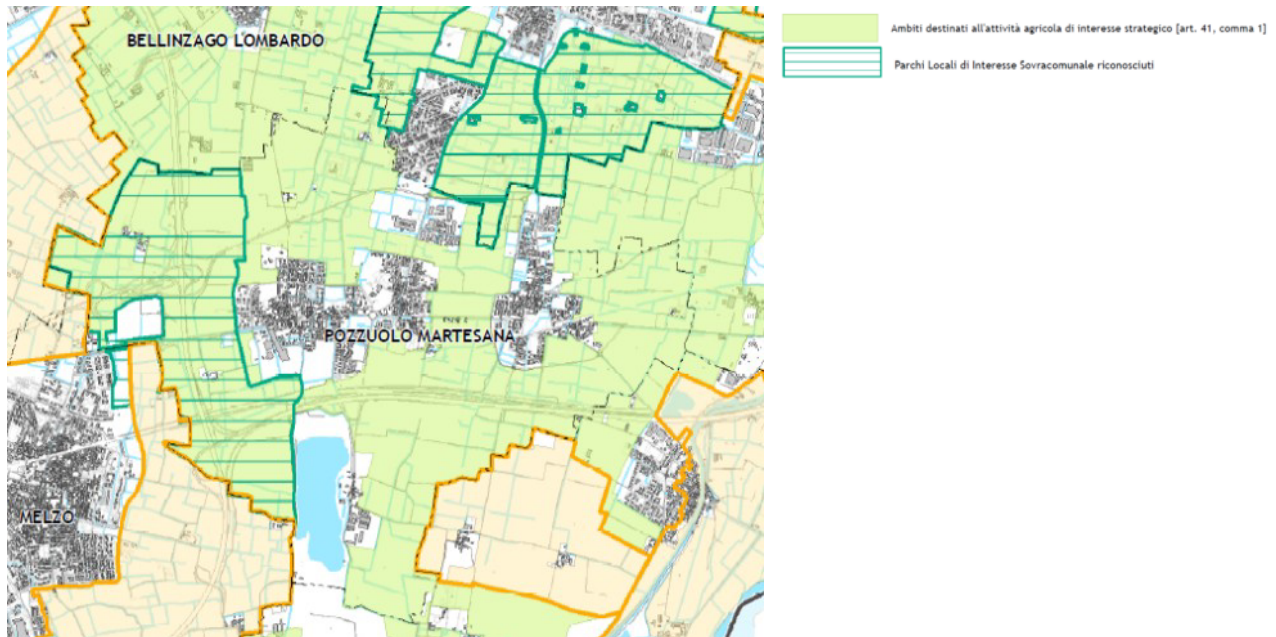 BELLINZAGO LOMBARDO
POZZUOLO MARTESANA
MELZO
Ambiti destinati all'attività agricola di interesse strategico [art. 41, comma 1]
Parchi Locali di Interesse Sovracomunale riconosciuti